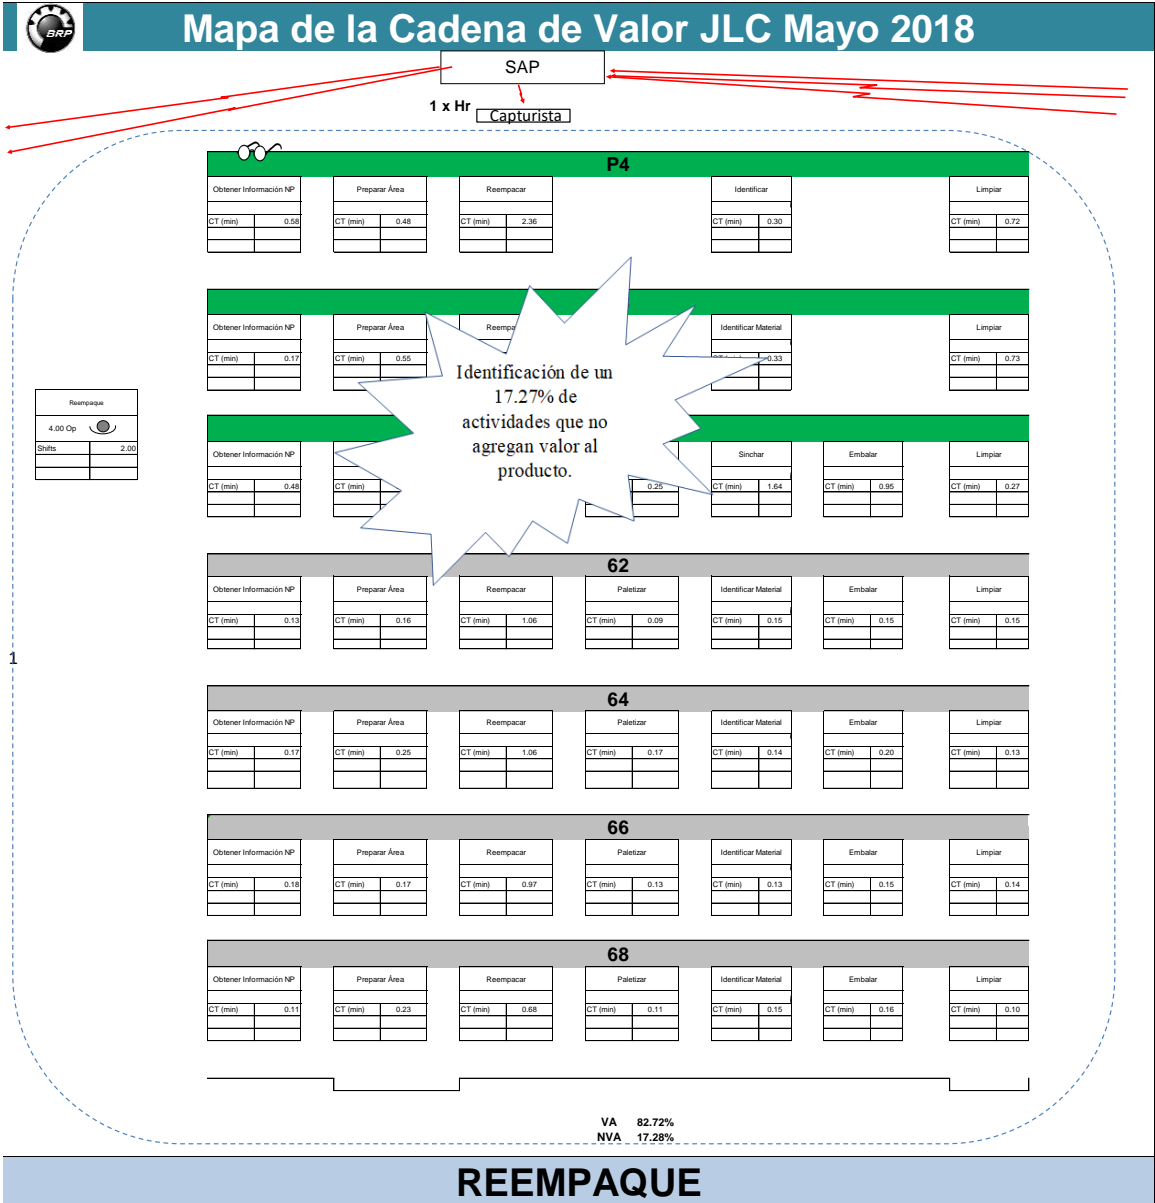 BRP
Mapa de la Cadena de Valor JLC Mayo 2018
SAP
1 x Hr
Capturista
P4
Obtener Información NP Preparar Área Reempacar Identificar Limpiar
CT (min) 0.58 CT (min) 0.48 CT (min) 2.36 CT (min) 0.30 CT (min) 0.72
Obtener Información NP Preparar Área Identificar Material Limpiar
CT (min) 0.17 CT (min) 0.55 0.33 CT (min) 0.73
Identificación de un
17.27% de
actividades que no
agregan valor al
producto.
Reempaque
4.00 Op
Shifts 2.00
Obtener Información NP Sinchar Embalar Limpiar
CT (min) 0.48 CT (min) 0.25 CT (min) 1.64 CT (min) 0.95 CT (min) 0.27
62
Obtener Información NP Preparar Área Reempacar Paletizar Identificar Material Embalar Limpiar
CT (min) 0.13 CT (min) 0.16 CT (min) 1.06 CT (min) 0.09 CT (min) 0.15 CT (min) 0.15 CT (min) 0.15
1
64
Obtener Información NP Preparar Área Reempacar Paletizar Identificar Material Embalar Limpiar
CT (min) 0.17 CT (min) 0.25 CT (min) 1.06 CT (min) 0.17 CT (min) 0.14 CT (min) 0.20 CT (min) 0.13
66
Obtener Información NP Preparar Área Reempacar Paletizar Identificar Material Embalar Limpiar
CT (min) 0.18 CT (min) 0.17 CT (min) 0.97 CT (min) 0.13 CT (min) 0.13 CT (min) 0.15 CT (min) 0.14
68
Obtener Información NP Preparar Área Reempacar Paletizar Identificar Material Embalar Limpiar
CT (min) 0.11 CT (min) 0.23 CT (min) 0.68 CT (min) 0.11 CT (min) 0.15 CT (min) 0.16 CT (min) 0.10
VA 82.72%
NVA 17.28%
REEMPAQUE